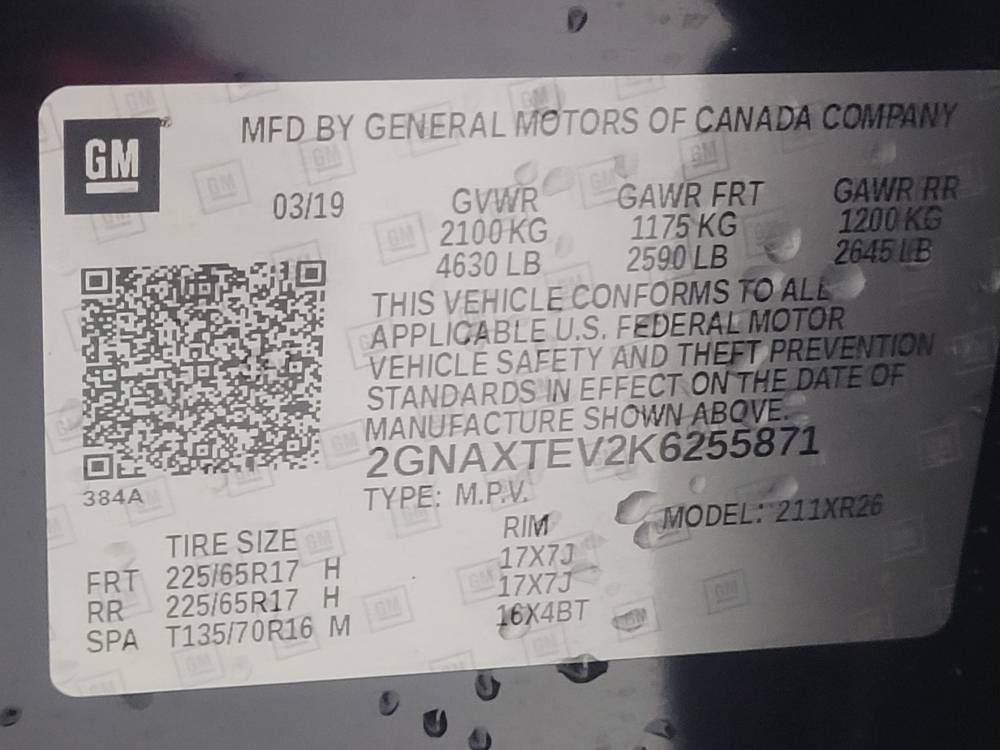 GM
MFD BY GENERAL MOTORS OF CANADA COMPANY
03/19 GVWR GAWR FRT GAWR RR
2100 KG 1175 KG 1200 KG
4630 LB 2590 LB 2645 LB
THIS VEHICLE CONFORMS TO ALL
APPLICABLE U.S. FEDERAL MOTOR
VEHICLE SAFETY AND THEFT PREVENTION
STANDARDS IN EFFECT ON THE DATE OF
MANUFACTURE SHOWN ABOVE.
2GNAXTEV2K6255871
384A
TYPE: M.P.V. MODEL: 211XR26
TIRE SIZE RIM
FRT 225/65R17 H 17X7J
RR 225/65R17 H 17X7J
SPA T135/70R16 M 16X4BT